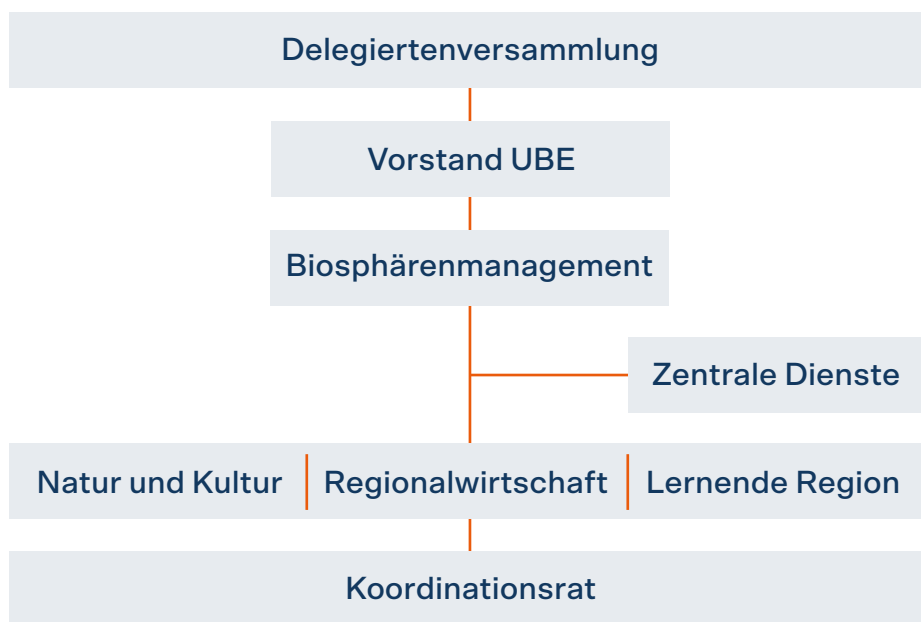 Delegiertenversammlung
Vorstand UBE
Biosphärenmanagement
Zentrale Dienste
Natur und Kultur
Regionalwirtschaft
Lernende Region
Koordinationsrat